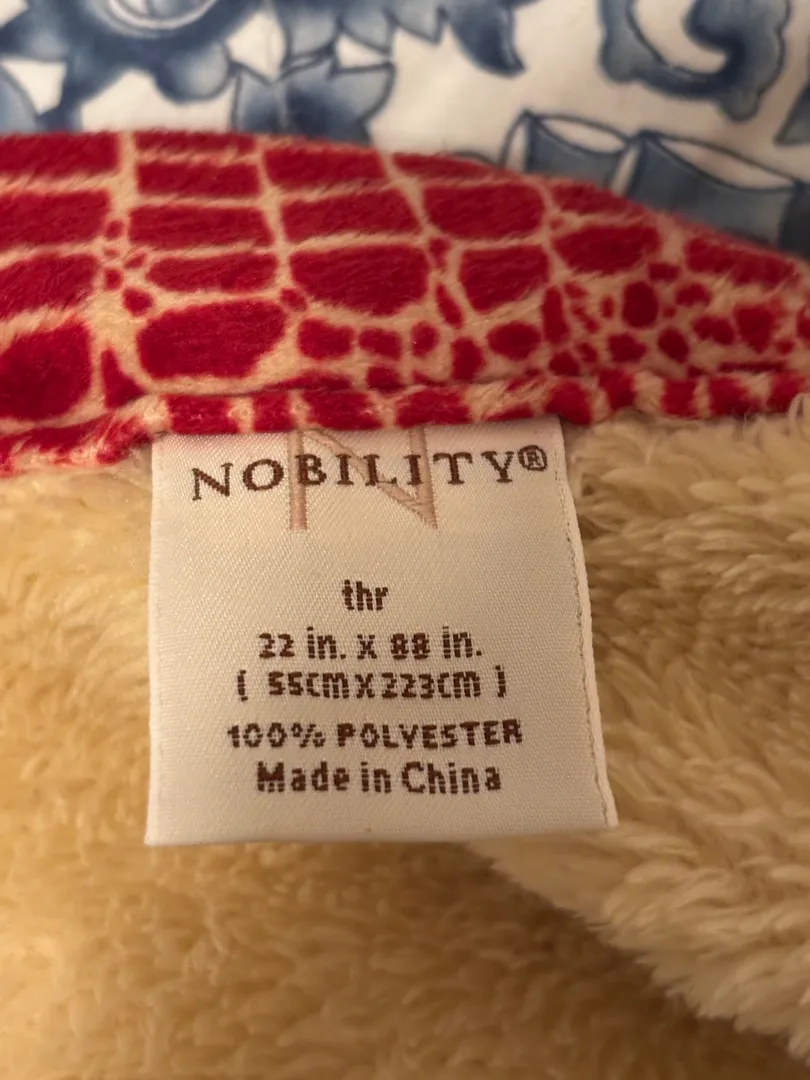 NOBILITY®
N
thr
22 in. X 88 in.
( 55CM X 223CM )
100% POLYESTER
Made in China